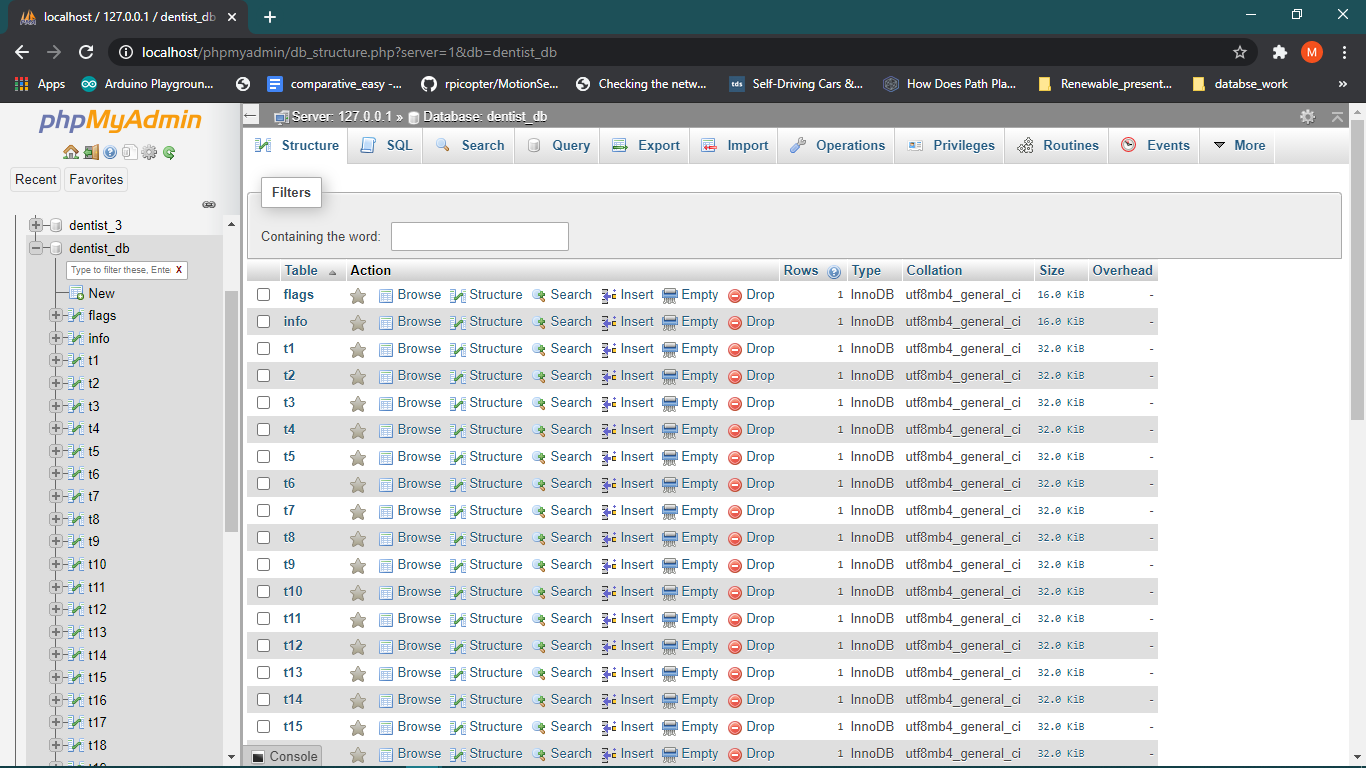 localhost / 127.0.0.1 / dentist_db
localhost/phpmyadmin/db_structure.php?server=1&db=dentist_db
M
Apps Arduino Playgroun... comparative_easy -... rpicopter/MotionSe... Checking the netw... tds Self-Driving Cars &... How Does Path Pla... Renewable_present... databse_work »
phpMyAdmin
Recent Favorites
dentist_3
dentist_db
Type to filter these, Ente X
New
flags
info
t1
t2
t3
t4
t5
t6
t7
t8
t9
t10
t11
t12
t13
t14
t15
t16
t17
t18
Server: 127.0.0.1 » Database: dentist_db
Structure SQL Search Query Export Import Operations Privileges Routines Events More
Filters
Containing the word:
Table Action Rows Type Collation Size Overhead
flags Browse Structure Search Insert Empty Drop 1 InnoDB utf8mb4_general_ci 16.0 KiB -
info Browse Structure Search Insert Empty Drop 1 InnoDB utf8mb4_general_ci 16.0 KiB -
t1 Browse Structure Search Insert Empty Drop 1 InnoDB utf8mb4_general_ci 32.0 KiB -
t2 Browse Structure Search Insert Empty Drop 1 InnoDB utf8mb4_general_ci 32.0 KiB -
t3 Browse Structure Search Insert Empty Drop 1 InnoDB utf8mb4_general_ci 32.0 KiB -
t4 Browse Structure Search Insert Empty Drop 1 InnoDB utf8mb4_general_ci 32.0 KiB -
t5 Browse Structure Search Insert Empty Drop 1 InnoDB utf8mb4_general_ci 32.0 KiB -
t6 Browse Structure Search Insert Empty Drop 1 InnoDB utf8mb4_general_ci 32.0 KiB -
t7 Browse Structure Search Insert Empty Drop 1 InnoDB utf8mb4_general_ci 32.0 KiB -
t8 Browse Structure Search Insert Empty Drop 1 InnoDB utf8mb4_general_ci 32.0 KiB -
t9 Browse Structure Search Insert Empty Drop 1 InnoDB utf8mb4_general_ci 32.0 KiB -
t10 Browse Structure Search Insert Empty Drop 1 InnoDB utf8mb4_general_ci 32.0 KiB -
t11 Browse Structure Search Insert Empty Drop 1 InnoDB utf8mb4_general_ci 32.0 KiB -
t12 Browse Structure Search Insert Empty Drop 1 InnoDB utf8mb4_general_ci 32.0 KiB -
t13 Browse Structure Search Insert Empty Drop 1 InnoDB utf8mb4_general_ci 32.0 KiB -
t14 Browse Structure Search Insert Empty Drop 1 InnoDB utf8mb4_general_ci 32.0 KiB -
t15 Browse Structure Search Insert Empty Drop 1 InnoDB utf8mb4_general_ci 32.0 KiB -
Browse Structure Search Insert Empty Drop 1 InnoDB utf8mb4_general_ci 32.0 KiB -
Console